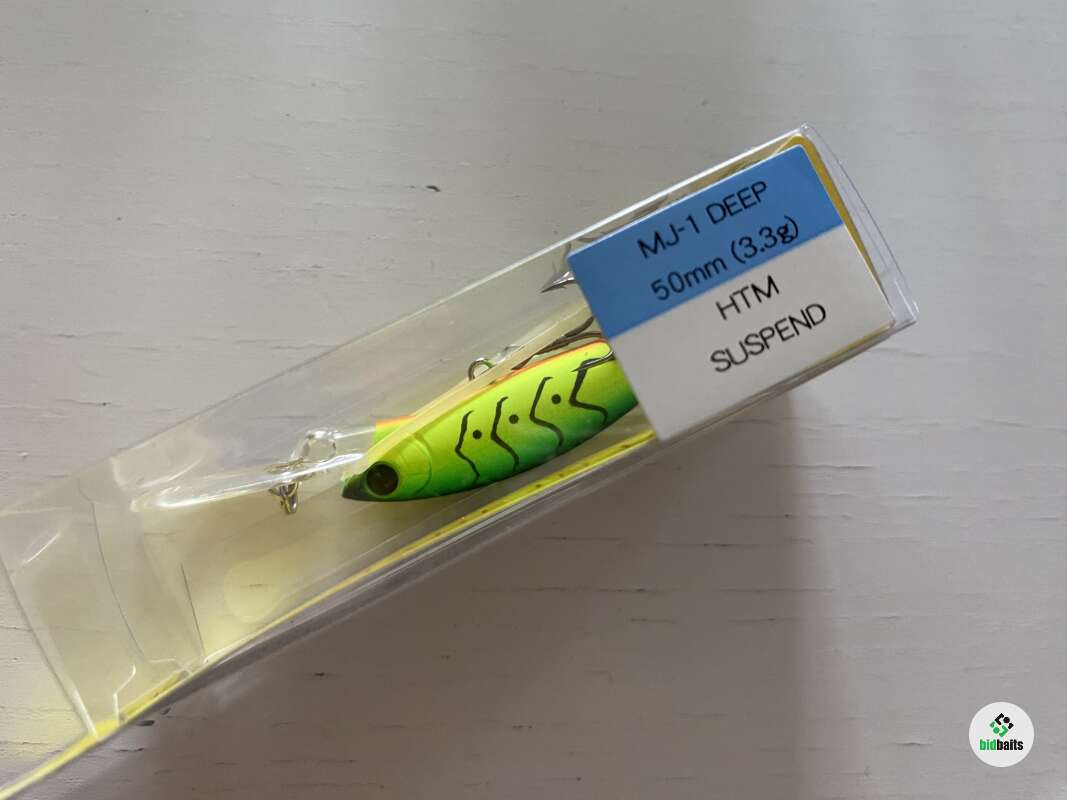 MJ-1 DEEP
50mm (3.3g)
HTM
SUSPEND
bidbaits